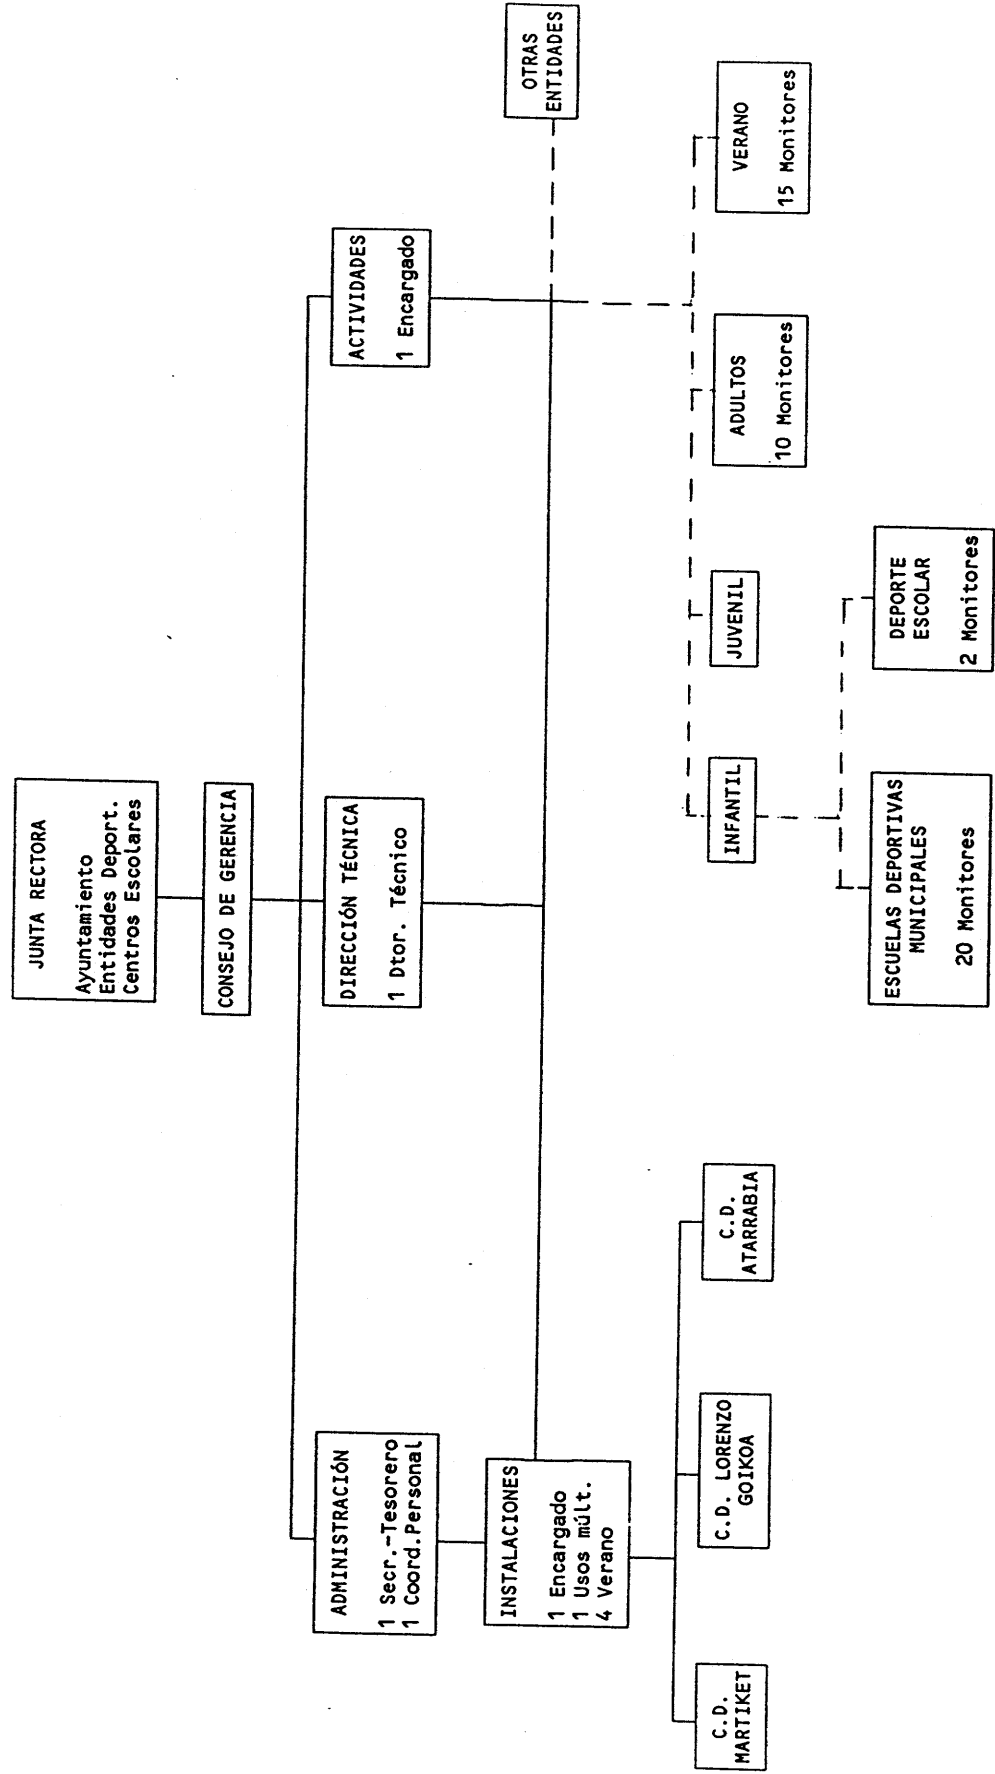 JUNTA RECTORA
Ayuntamiento
Entidades Deport.
Centros Escolares
CONSEJO DE GERENCIA
ADMINISTRACIÓN
1 Secr.-Tesorero
1 Coord.Personal
DIRECCIÓN TÉCNICA
1 Dtor. Técnico
ACTIVIDADES
1 Encargado
INSTALACIONES
1 Encargado
1 Usos múlt.
4 Verano
OTRAS
ENTIDADES
C.D.
MARTIKET
C.D. LORENZO
GOIKOA
C.D.
ATARRABIA
INFANTIL
JUVENIL
ADULTOS
10 Monitores
VERANO
15 Monitores
ESCUELAS DEPORTIVAS
MUNICIPALES
20 Monitores
DEPORTE
ESCOLAR
2 Monitores